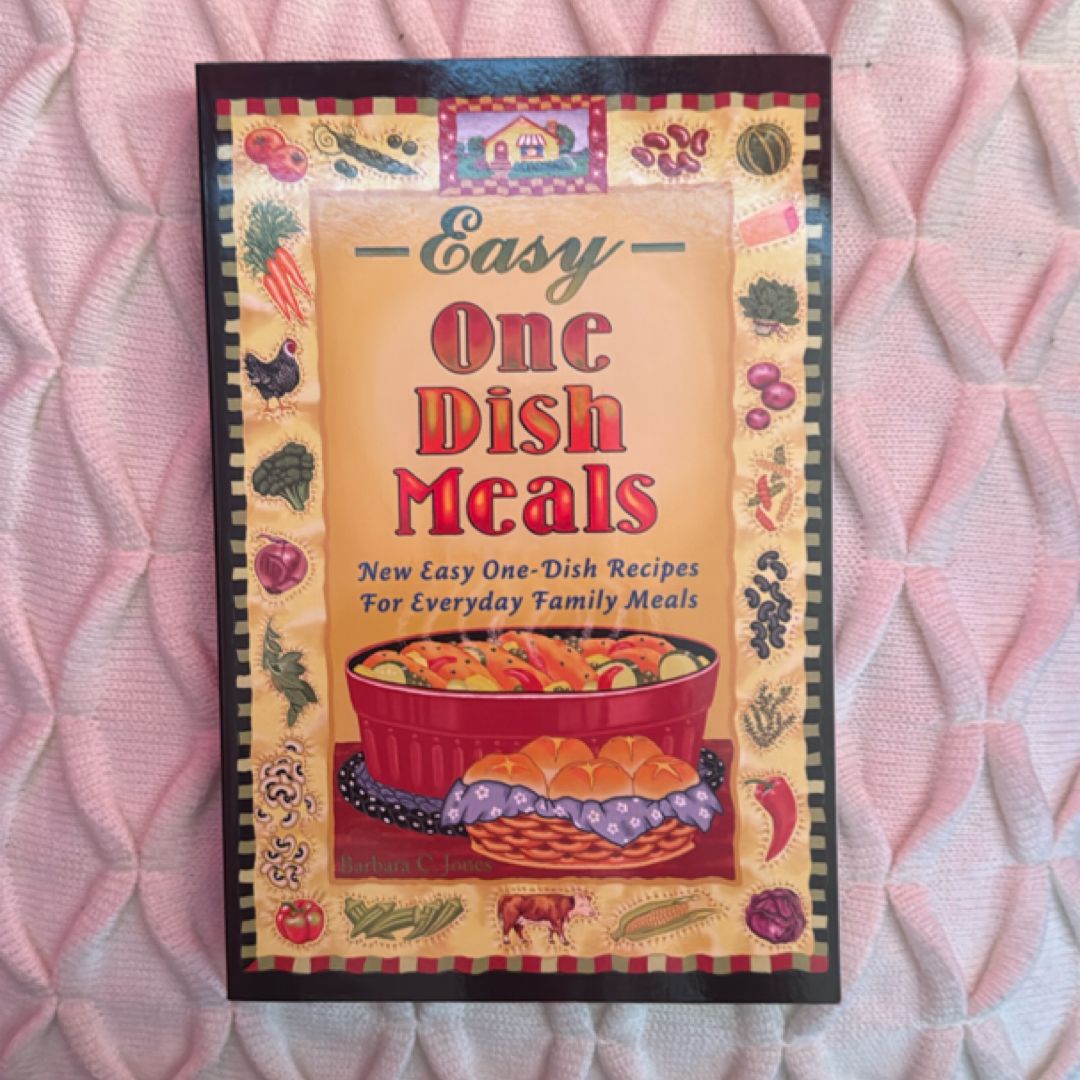 Easy
One
Dish
Meals
New Easy One-Dish Recipes
For Everyday Family Meals
Barbara C. Jones